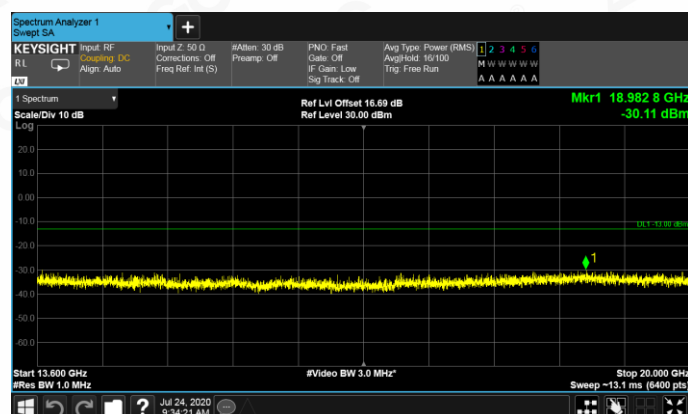 Spectrum Analyzer 1
Swept SA
+
KEYSIGHT
RL
LXI
Input: RF
Coupling: DC
Align: Auto
Input Z: 50 Ω
Corrections: Off
Freq Ref: Int (S)
#Atten: 30 dB
Preamp: Off
PNO: Fast
Gate: Off
IF Gain: Low
Sig Track: Off
Avg Type: Power (RMS)
Avg|Hold: 16/100
Trig: Free Run
1 2 3 4 5 6
M W W W W W
A A A A A A
1 Spectrum
Scale/Div 10 dB
Log
Ref Lvl Offset 16.69 dB
Ref Level 30.00 dBm
Mkr1 18.982 8 GHz
-30.11 dBm
20.0
10.0
0.00
-10.0
DL1 -13.00 dBm
-20.0
1
-30.0
-40.0
-50.0
-60.0
Start 13.600 GHz
#Res BW 1.0 MHz
#Video BW 3.0 MHz*
Stop 20.000 GHz
Sweep ~13.1 ms (6400 pts)
?
Jul 24, 2020
9:34:21 AM